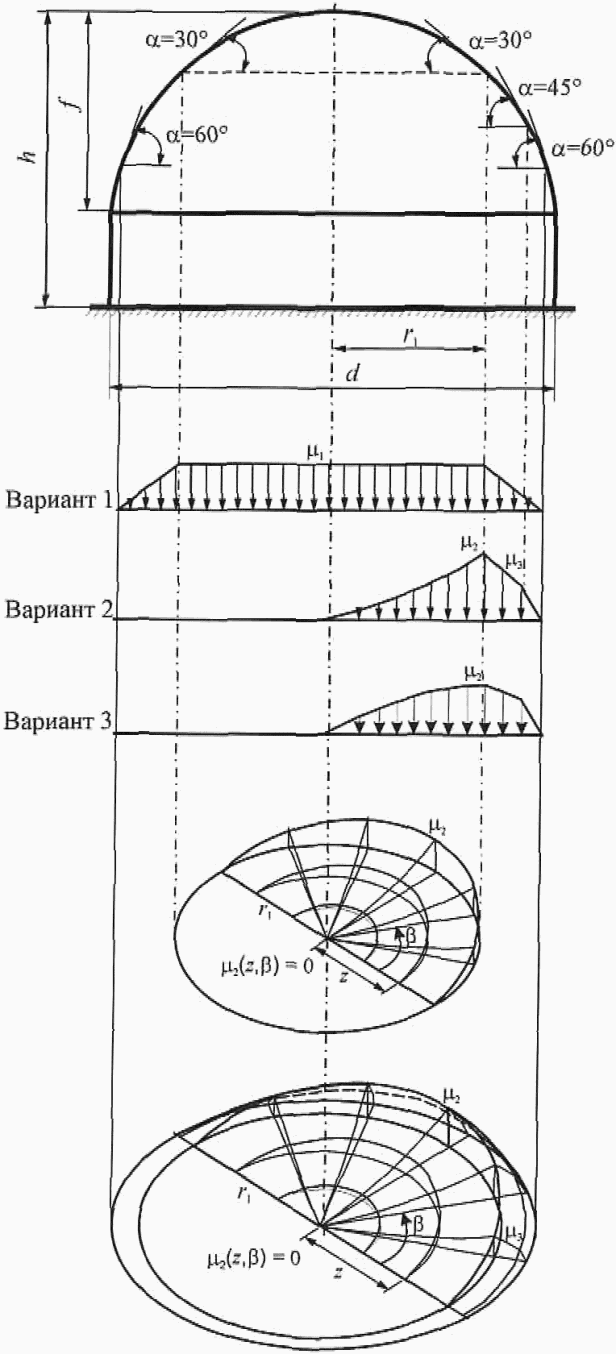 α=30°
α=30°
α=45°
α=60°
α=60°
h
f
r₁
d
μ₁
Вариант 1
μ₂
μ₃
Вариант 2
μ₂
Вариант 3
μ₂
r₁
β
μ₂(z,β) = 0
z
μ₂
r₁
β
μ₃
μ₂(z,β) = 0
z